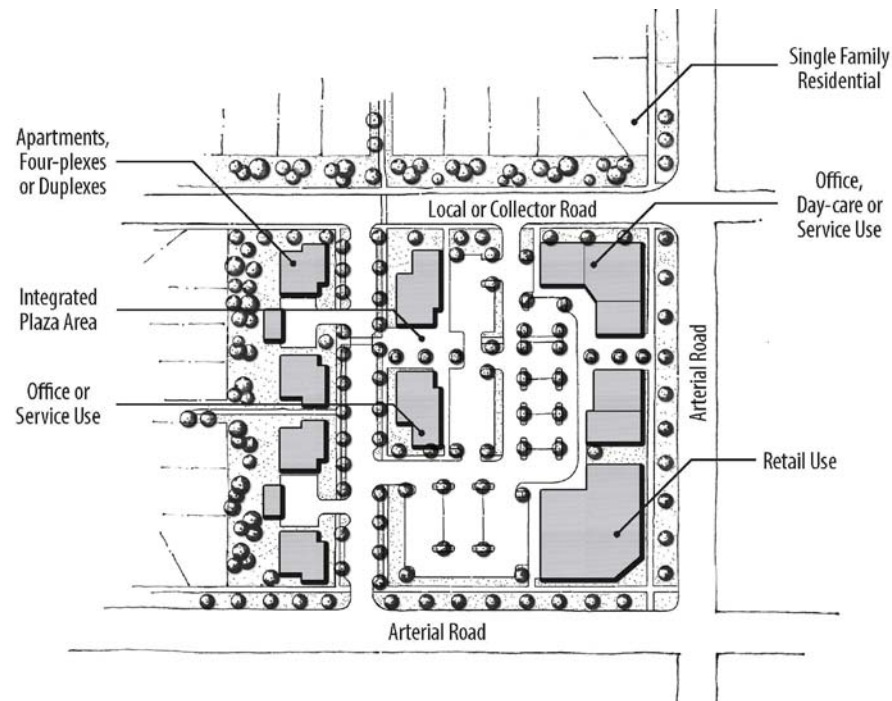 Single Family
Residential
Apartments,
Four-plexes
or Duplexes
Office,
Day-care or
Service Use
Local or Collector Road
Integrated
Plaza Area
Office or
Service Use
Arterial Road
Retail Use
Arterial Road